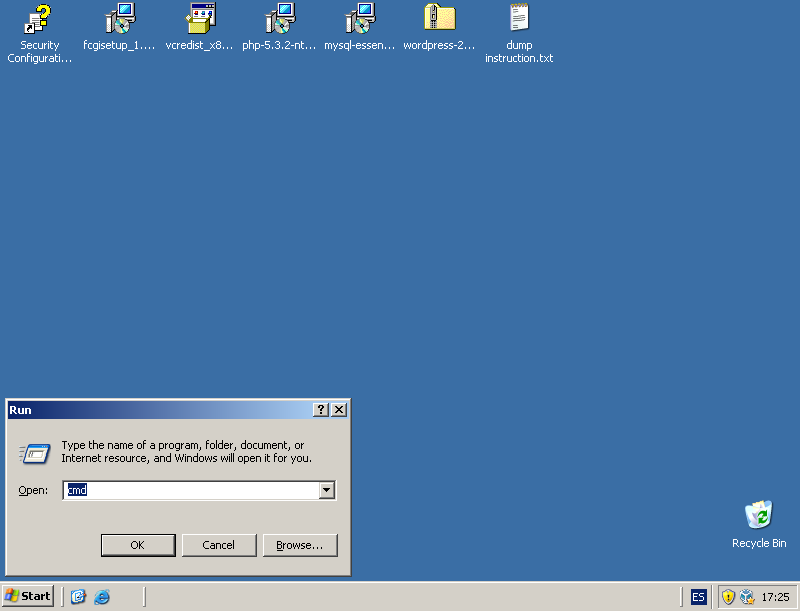 Security
Configurati...
fcgisetup_1....
vcredist_x8...
php-5.3.2-nt...
mysql-essen...
wordpress-2...
dump
instruction.txt
Run
Type the name of a program, folder, document, or
Internet resource, and Windows will open it for you.
Open:
cmd
OK
Cancel
Browse...
Recycle Bin
Start
ES
17:25